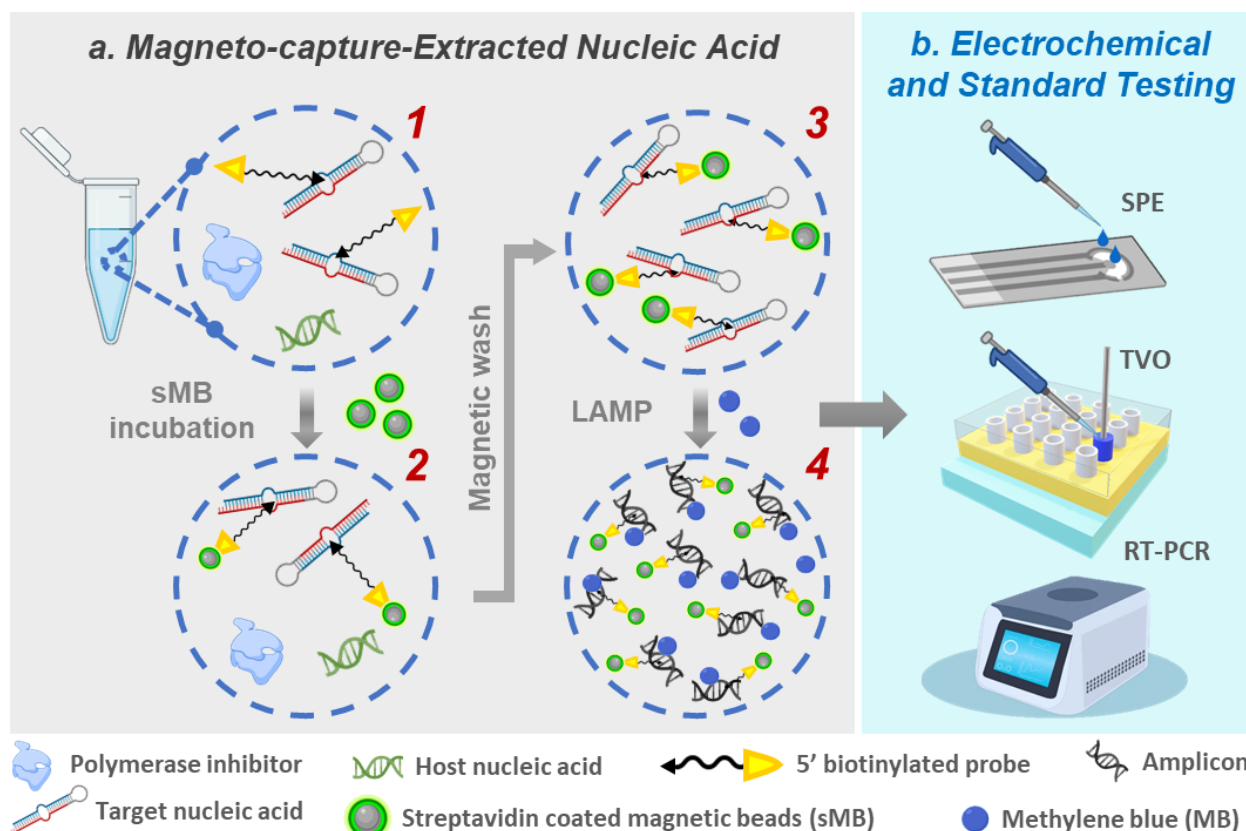 a. Magneto-capture-Extracted Nucleic Acid
1
sMB
incubation
2
Magnetic wash
3
LAMP
4
b. Electrochemical
and Standard Testing
SPE
TVO
RT-PCR
Polymerase inhibitor
Host nucleic acid
5' biotinylated probe
Amplicon
Target nucleic acid
Streptavidin coated magnetic beads (sMB)
Methylene blue (MB)